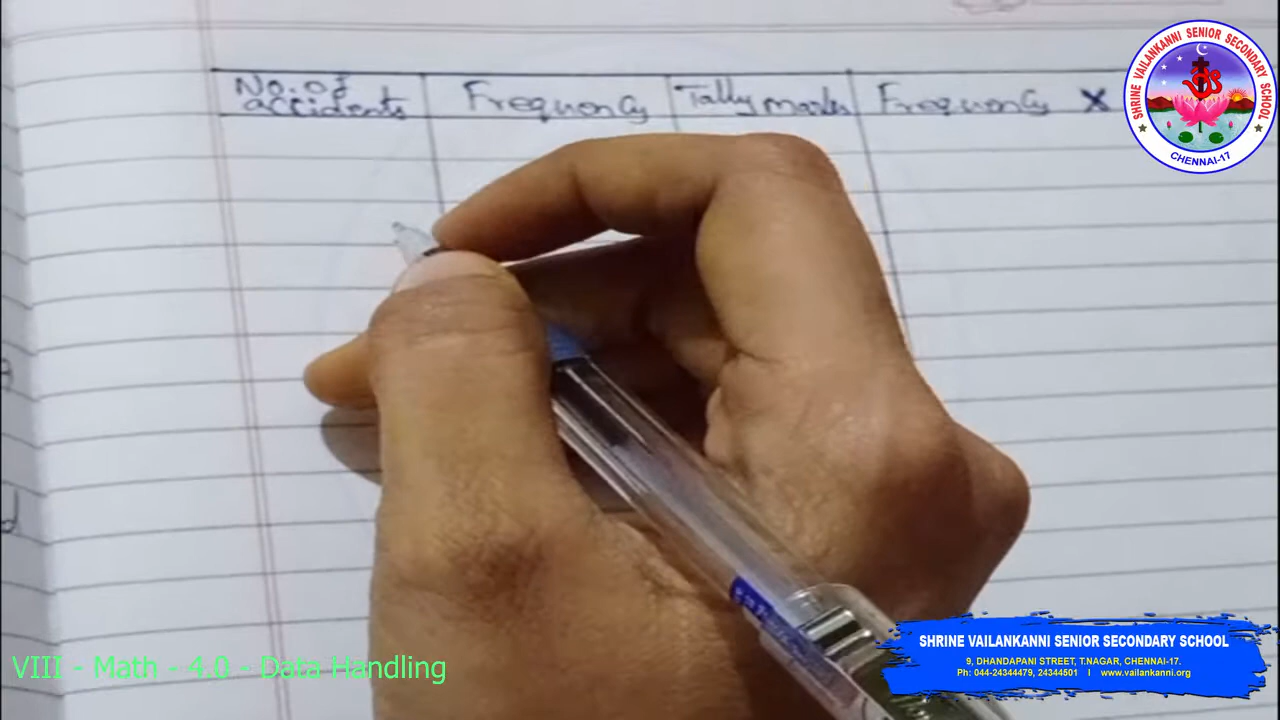 No. of
accidents
Frequency
Tally marks
Frequency X
SHRINE VAILANKANNI SENIOR SECONDARY SCHOOL
CHENNAI-17
VIII - Math - 4.0 - Data Handling
SHRINE VAILANKANNI SENIOR SECONDARY SCHOOL
9, DHANDAPANI STREET, T.NAGAR, CHENNAI-17.
Ph: 044-24344479, 24344501 I www.vailankanni.org